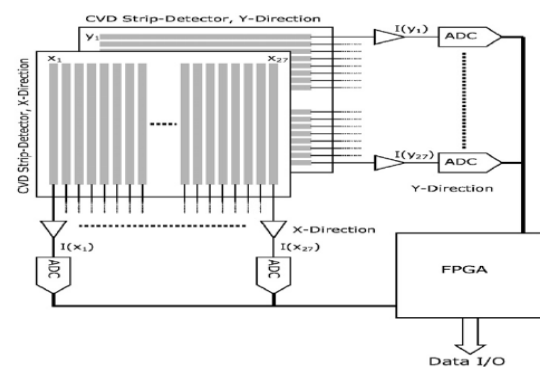 CVD Strip-Detector, Y-Direction
y1
I(y1)
ADC
CVD Strip-Detector, X-Direction
x1
x27
I(y27)
ADC
Y-Direction
X-Direction
I(x1)
I(x27)
ADC
ADC
FPGA
Data I/O